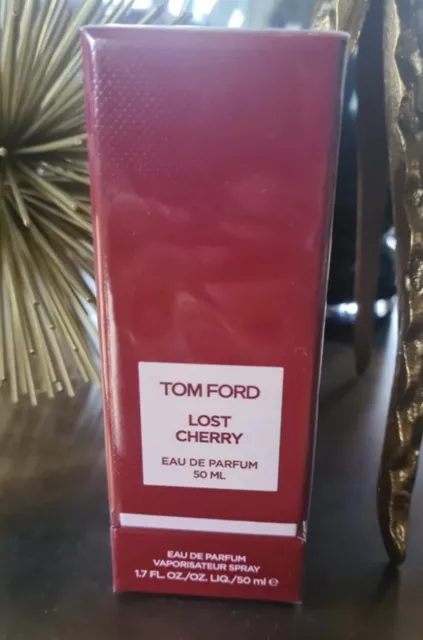 TOM FORD
LOST
CHERRY
EAU DE PARFUM
50 ML
EAU DE PARFUM
VAPORISATEUR SPRAY
1.7 FL. OZ./OZ. LIQ./50 ml ℮